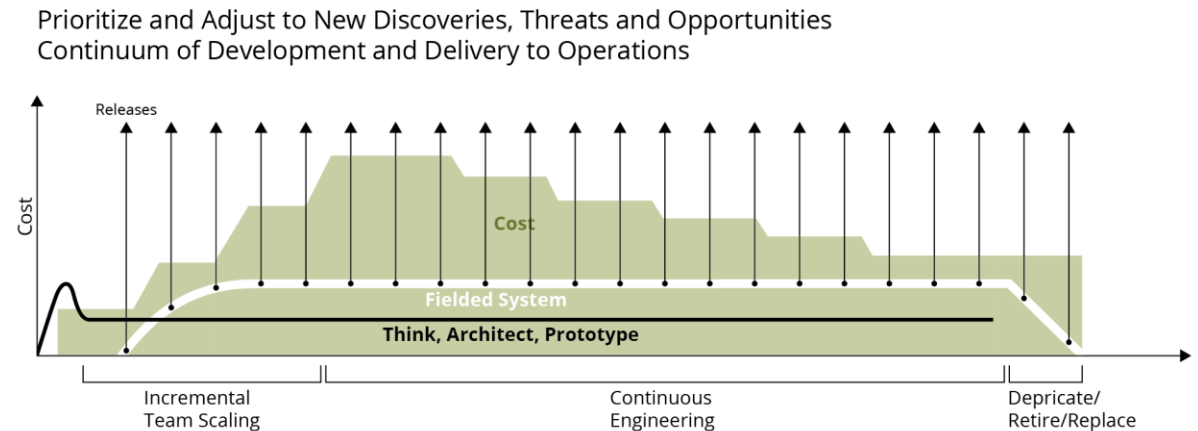 Prioritize and Adjust to New Discoveries, Threats and Opportunities
Continuum of Development and Delivery to Operations
Releases
Cost
Cost
Fielded System
Think, Architect, Prototype
Incremental
Team Scaling
Continuous
Engineering
Depricate/
Retire/Replace